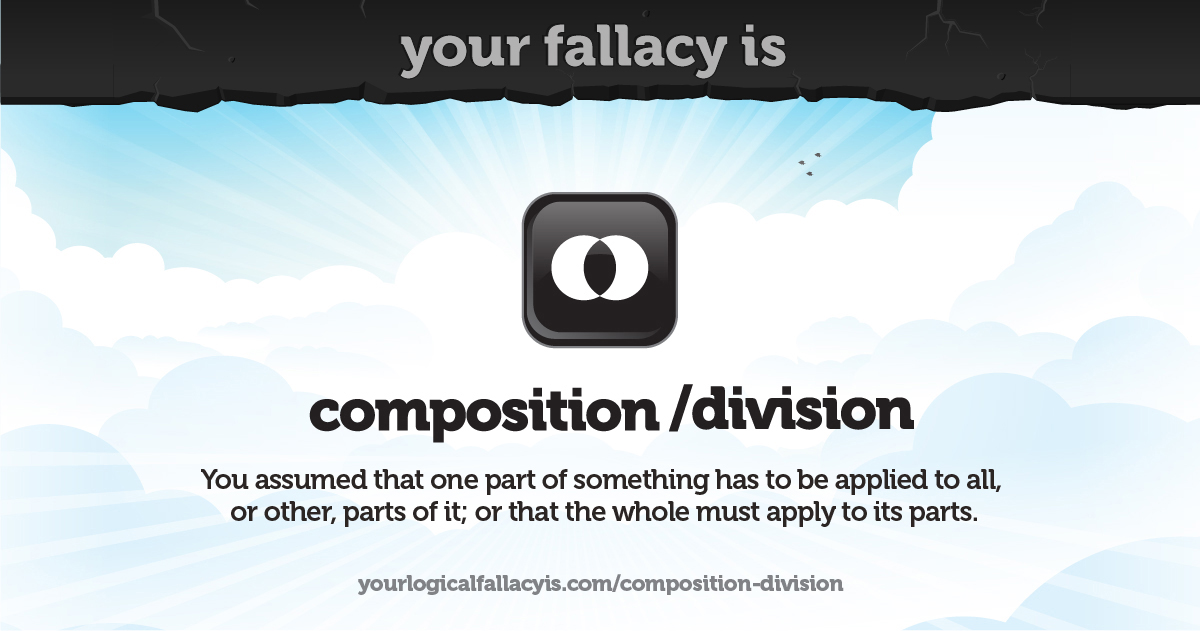 your fallacy is
composition /division
You assumed that one part of something has to be applied to all,
or other, parts of it; or that the whole must apply to its parts.
yourlogicalfallacyis.com/composition-division